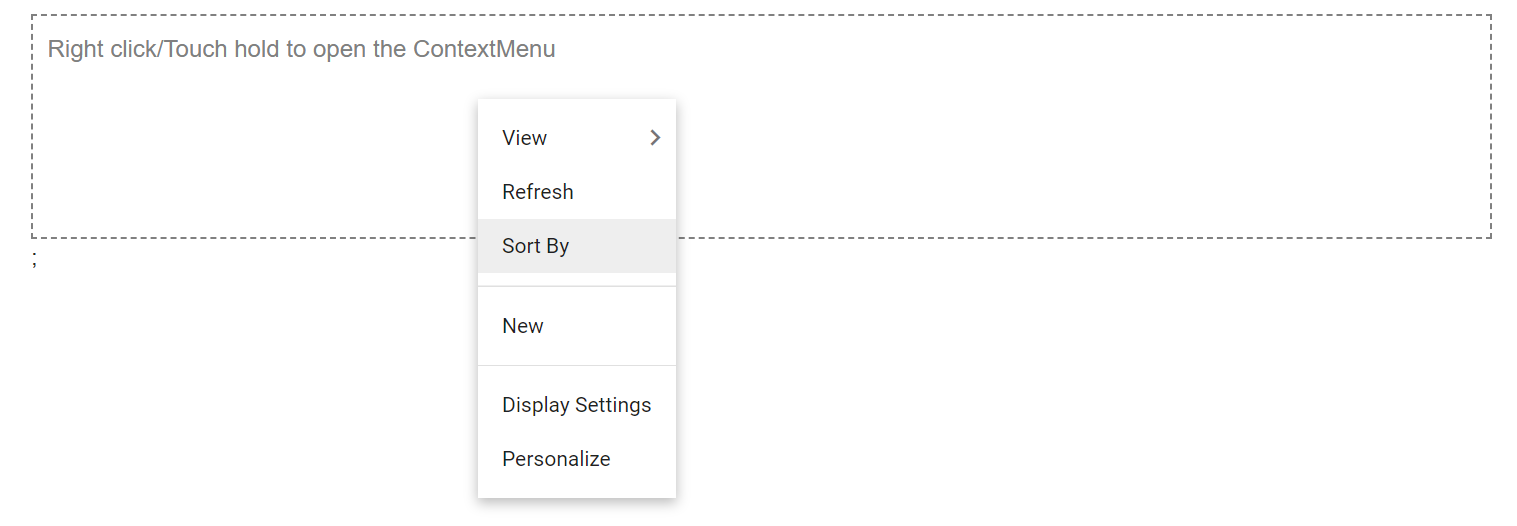 Right click/Touch hold to open the ContextMenu
View
Refresh
Sort By
;
New
Display Settings
Personalize